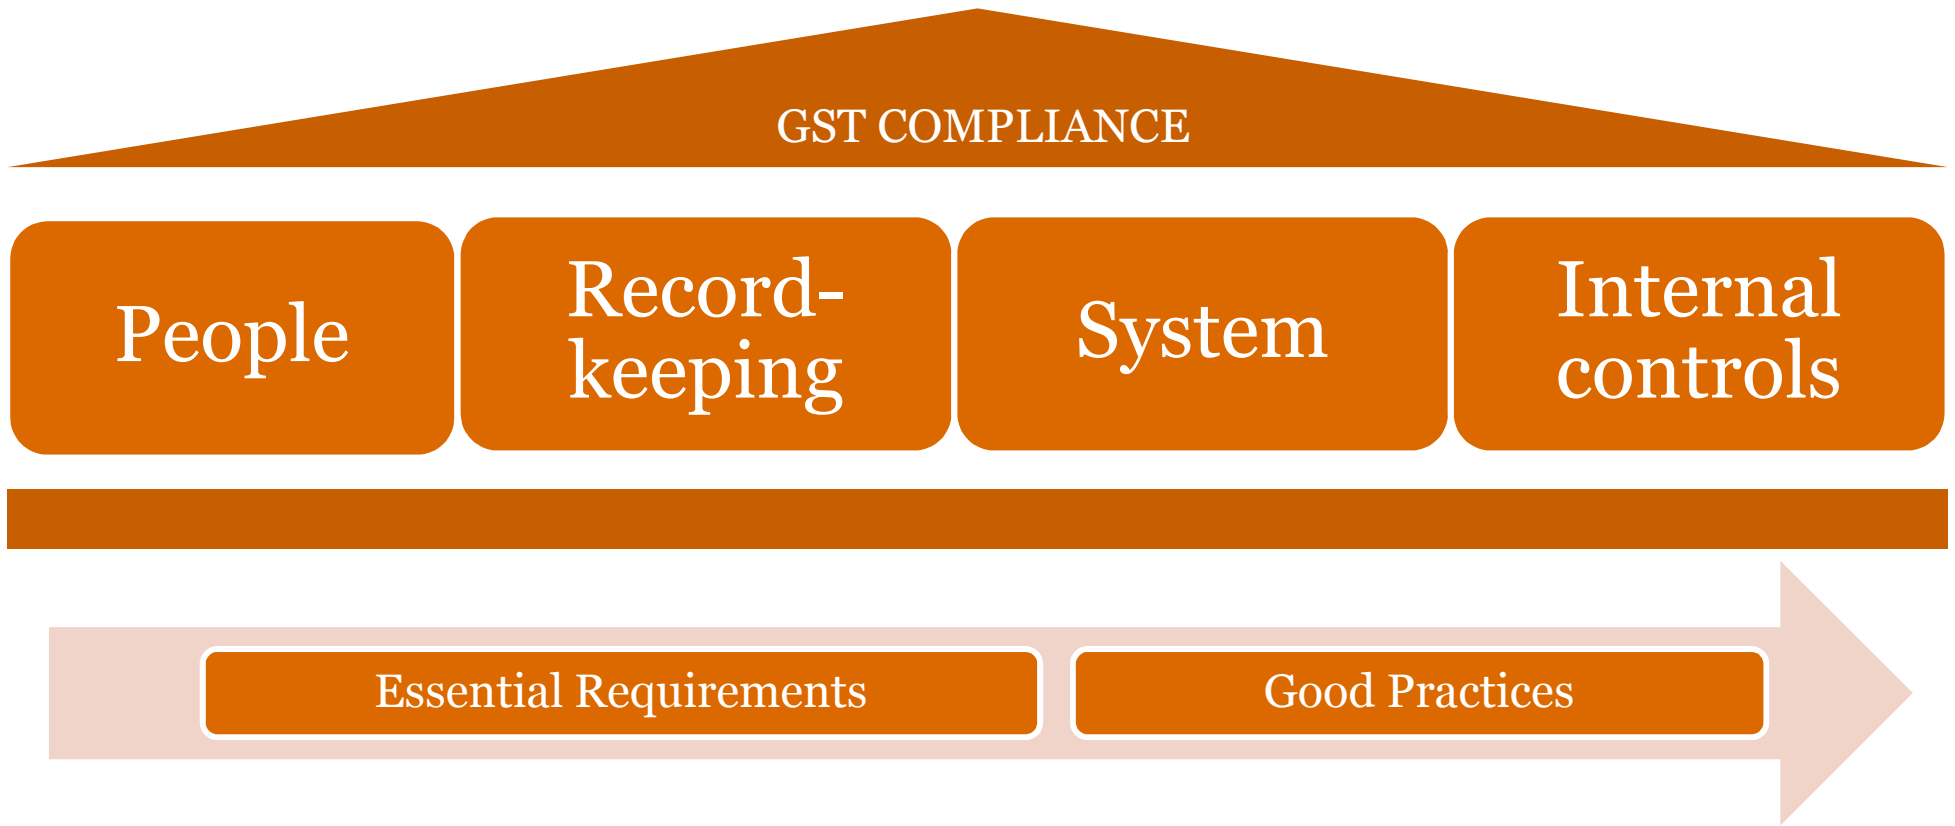 GST COMPLIANCE
People
Record-
keeping
System
Internal
controls
Essential Requirements
Good Practices